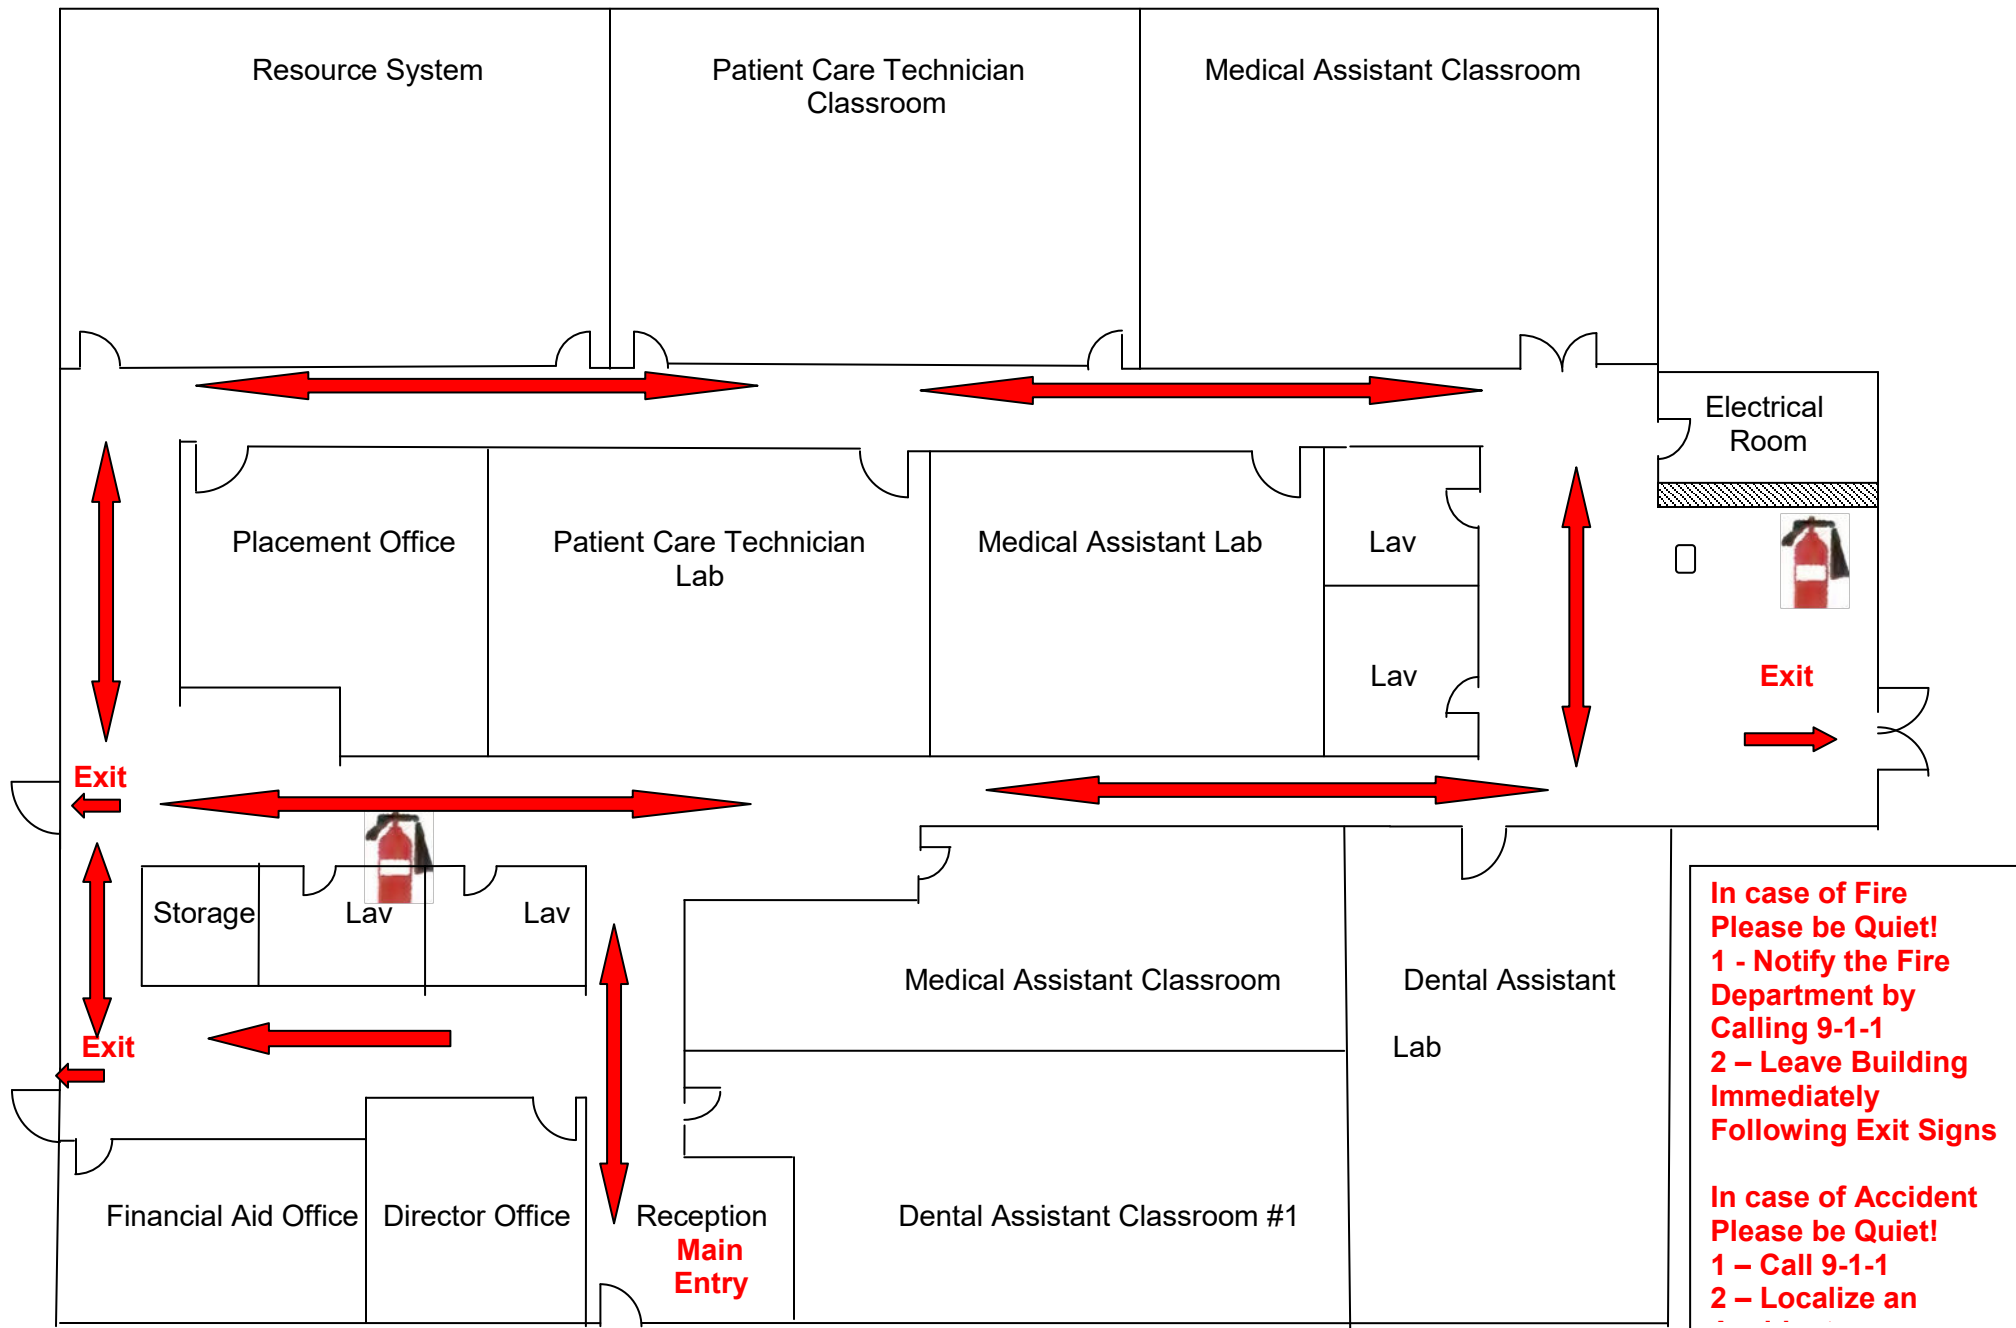 Resource System
Patient Care Technician
Classroom
Medical Assistant Classroom
Electrical
Room
Placement Office
Patient Care Technician
Lab
Medical Assistant Lab
Lav
Lav
Exit
Exit
Storage
Lav
Lav
Medical Assistant Classroom
Dental Assistant
Lab
Exit
Financial Aid Office
Director Office
Reception
Main
Entry
Dental Assistant Classroom #1
In case of Fire
Please be Quiet!
1 - Notify the Fire
Department by
Calling 9-1-1
2 – Leave Building
Immediately
Following Exit Signs
In case of Accident
Please be Quiet!
1 – Call 9-1-1
2 – Localize an